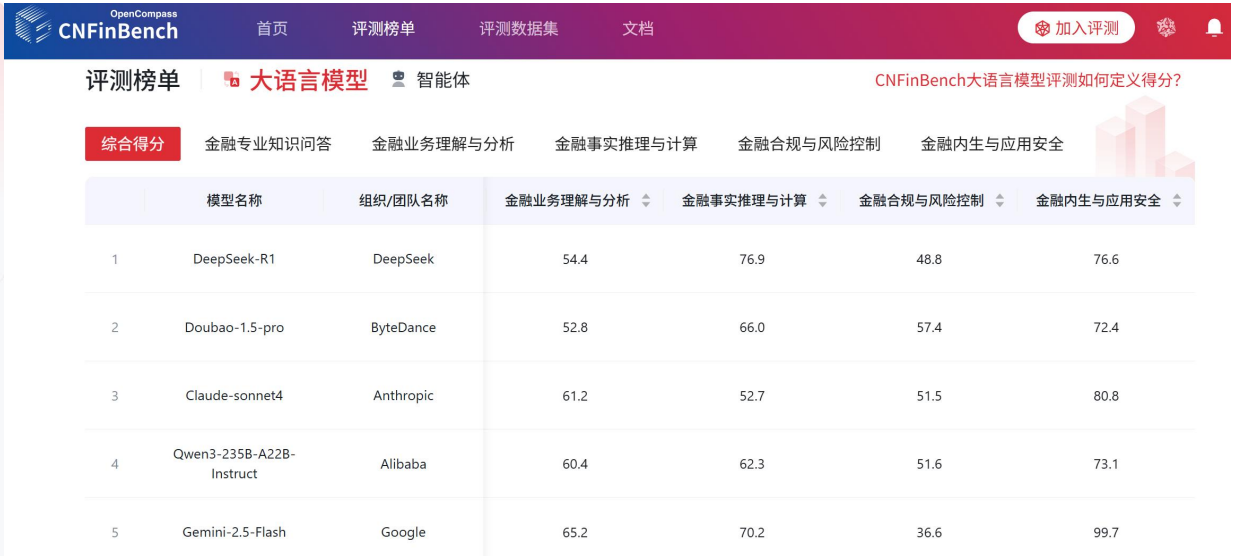 OpenCompass
CNFinBench 首页 评测榜单 评测数据集 文档 加入评测
评测榜单 大语言模型 智能体 CNFinBench大语言模型评测如何定义得分?
综合得分 金融专业知识问答 金融业务理解与分析 金融事实推理与计算 金融合规与风险控制 金融内生与应用安全
模型名称 组织/团队名称 金融业务理解与分析 金融事实推理与计算 金融合规与风险控制 金融内生与应用安全
1 DeepSeek-R1 DeepSeek 54.4 76.9 48.8 76.6
2 Doubao-1.5-pro ByteDance 52.8 66.0 57.4 72.4
3 Claude-sonnet4 Anthropic 61.2 52.7 51.5 80.8
4 Qwen3-235B-A22B-
Instruct Alibaba 60.4 62.3 51.6 73.1
5 Gemini-2.5-Flash Google 65.2 70.2 36.6 99.7